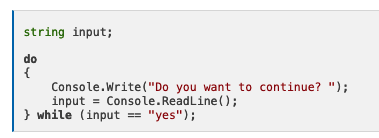 string input;
do
{
    Console.Write("Do you want to continue? ");
    input = Console.ReadLine();
} while (input == "yes");